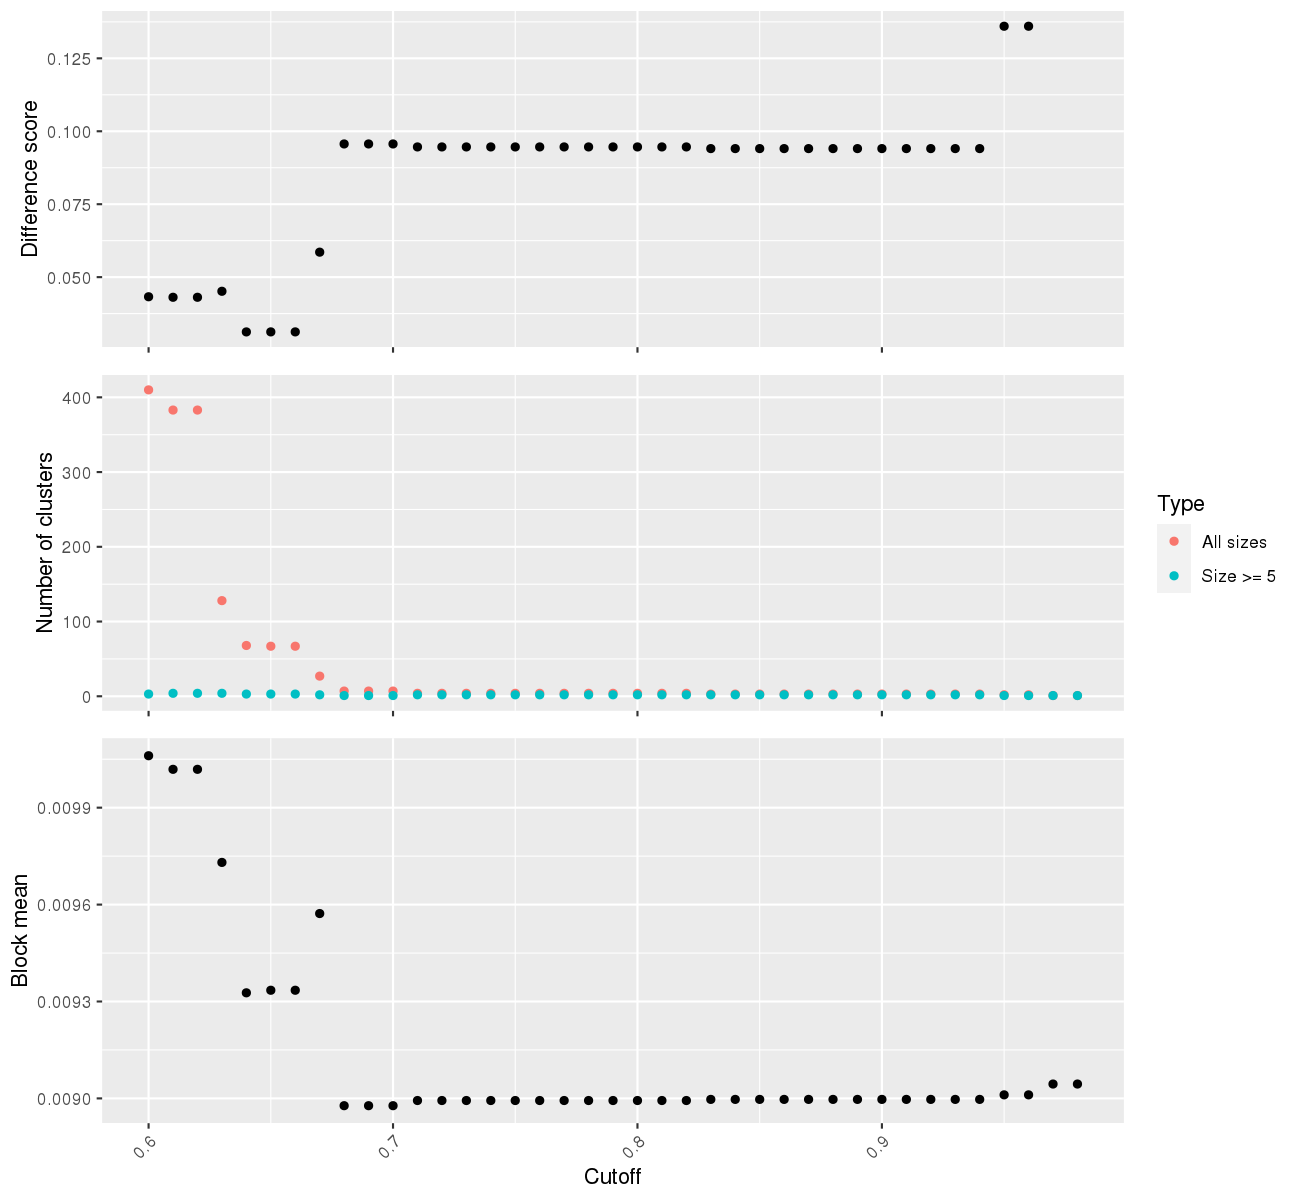 Difference score
0.125
0.100
0.075
0.050
Number of clusters
400
300
200
100
0
Type
All sizes
Size >= 5
Block mean
0.0099
0.0096
0.0093
0.0090
0.6
0.7
0.8
0.9
Cutoff